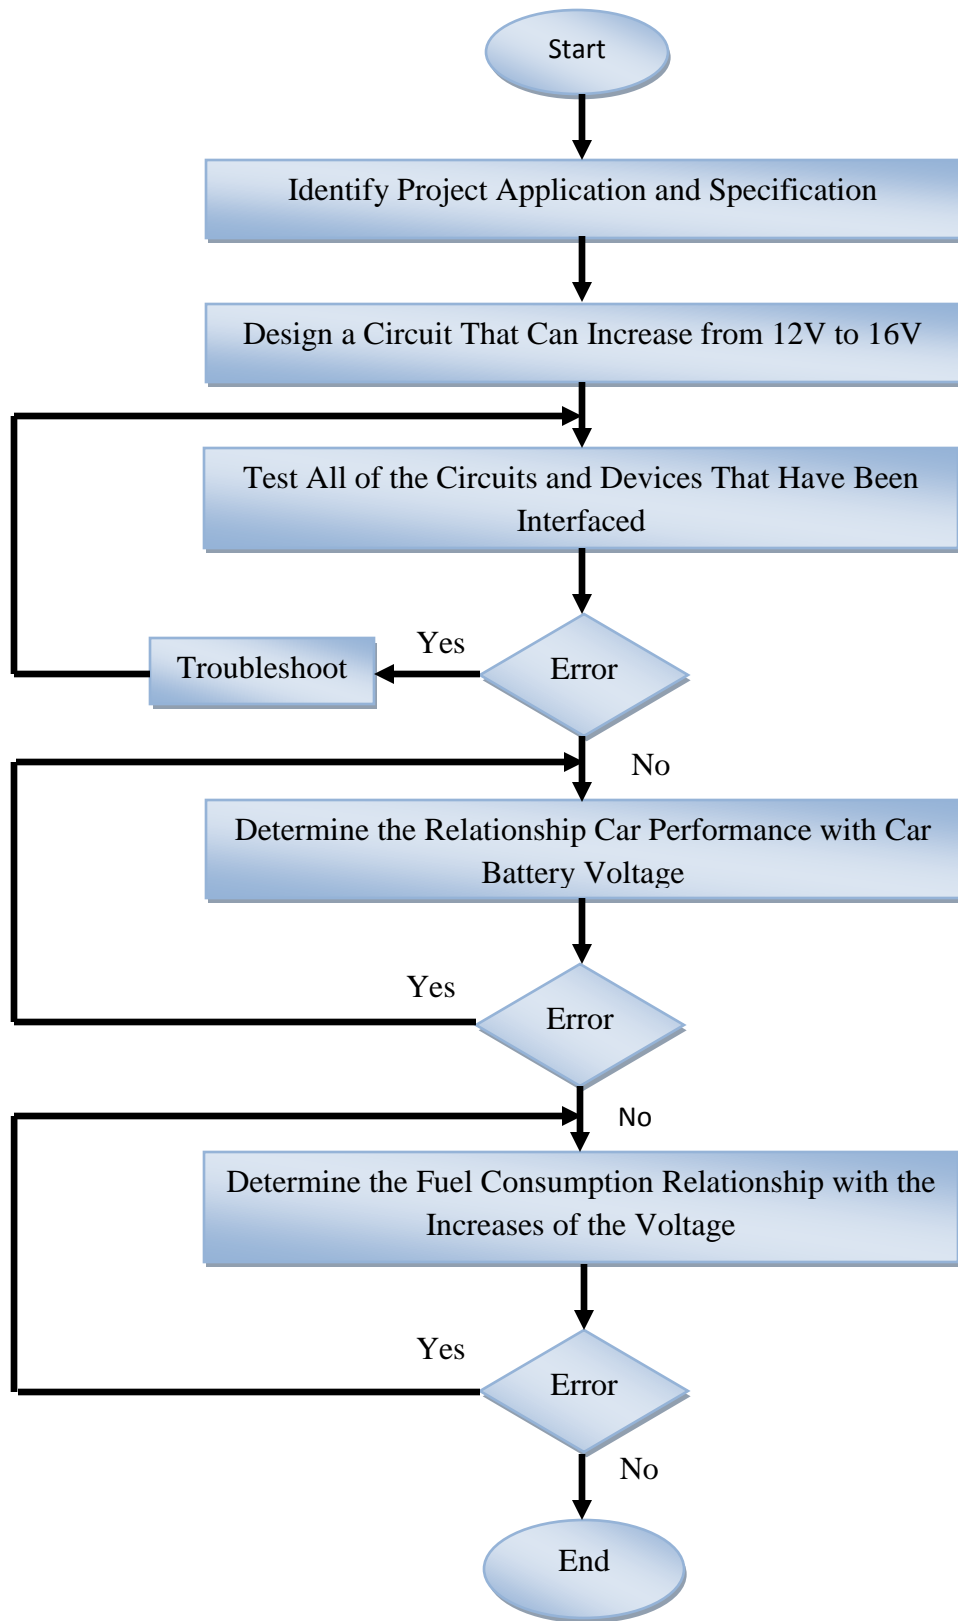 Start
Identify Project Application and Specification
Design a Circuit That Can Increase from 12V to 16V
Test All of the Circuits and Devices That Have Been
Interfaced
Yes
Troubleshoot
Error
No
Determine the Relationship Car Performance with Car
Battery Voltage
Yes
Error
No
Determine the Fuel Consumption Relationship with the
Increases of the Voltage
Yes
Error
No
End